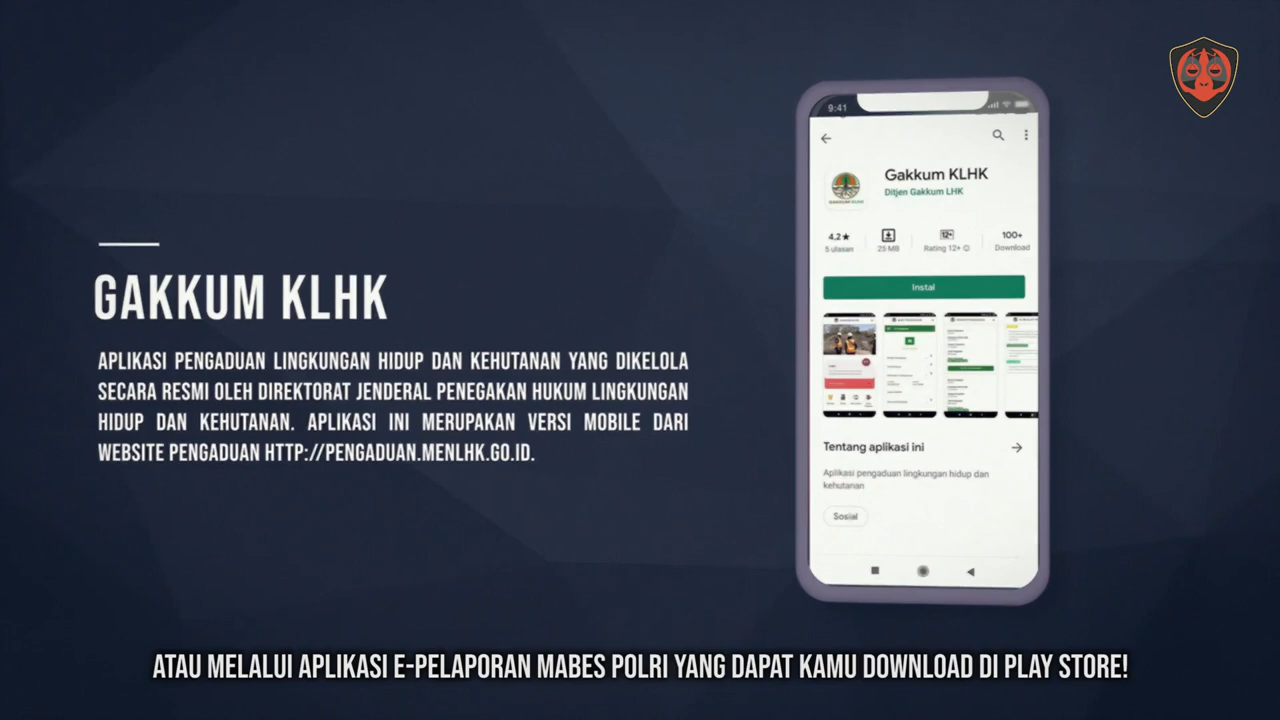 GAKKUM KLHK
APLIKASI PENGADUAN LINGKUNGAN HIDUP DAN KEHUTANAN YANG DIKELOLA
SECARA RESMI OLEH DIREKTORAT JENDERAL PENEGAKAN HUKUM LINGKUNGAN
HIDUP DAN KEHUTANAN. APLIKASI INI MERUPAKAN VERSI MOBILE DARI
WEBSITE PENGADUAN HTTP://PENGADUAN.MENLHK.GO.ID.
9:41
Gakkum KLHK
Ditjen Gakkum LHK
GAKKUM KLHK
4,2★ 12+ 100+
5 ulasan 25 MB Rating 12+ Download
Instal
Tentang aplikasi ini
Aplikasi pengaduan lingkungan hidup dan
kehutanan
Sosial
ATAU MELALUI APLIKASI E-PELAPORAN MABES POLRI YANG DAPAT KAMU DOWNLOAD DI PLAY STORE!